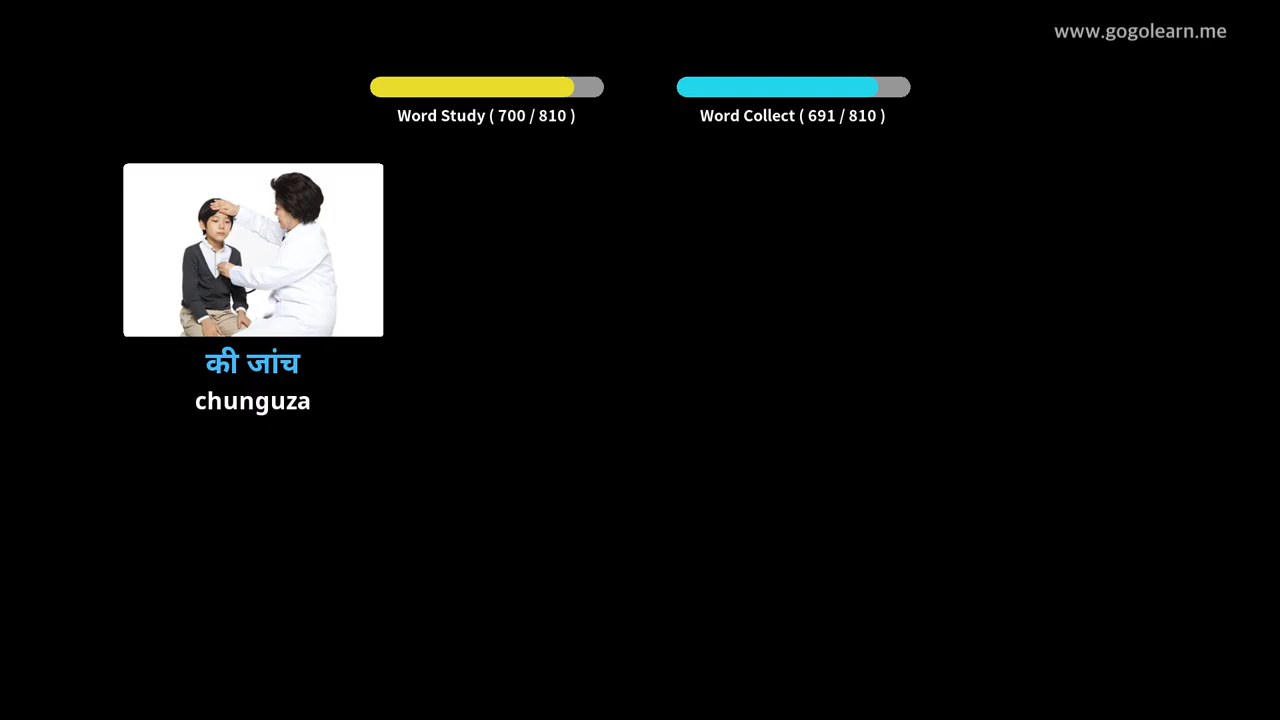 www.gogolearn.me
Word Study ( 700 / 810 )
Word Collect ( 691 / 810 )
की जांच
chunguza